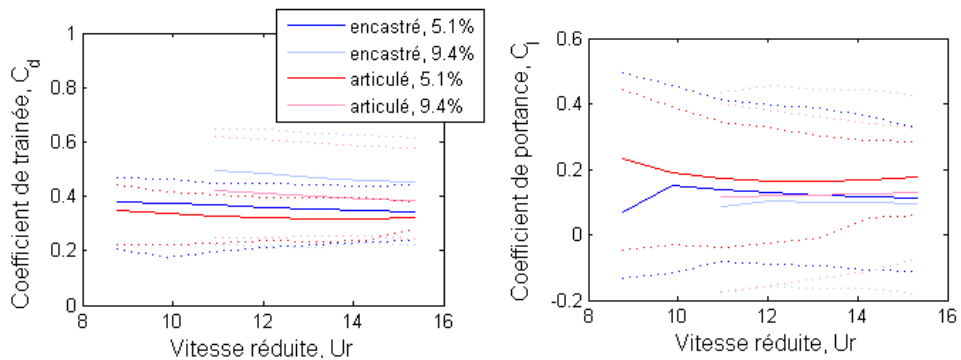 encastré, 5.1%
encastré, 9.4%
articulé, 5.1%
articulé, 9.4%
Coefficient de trainée, C_d
1
0.8
0.6
0.4
0.2
0
8 10 12 14 16
Vitesse réduite, Ur
Coefficient de portance, C_l
0.6
0.4
0.2
0
-0.2
8 10 12 14 16
Vitesse réduite, Ur